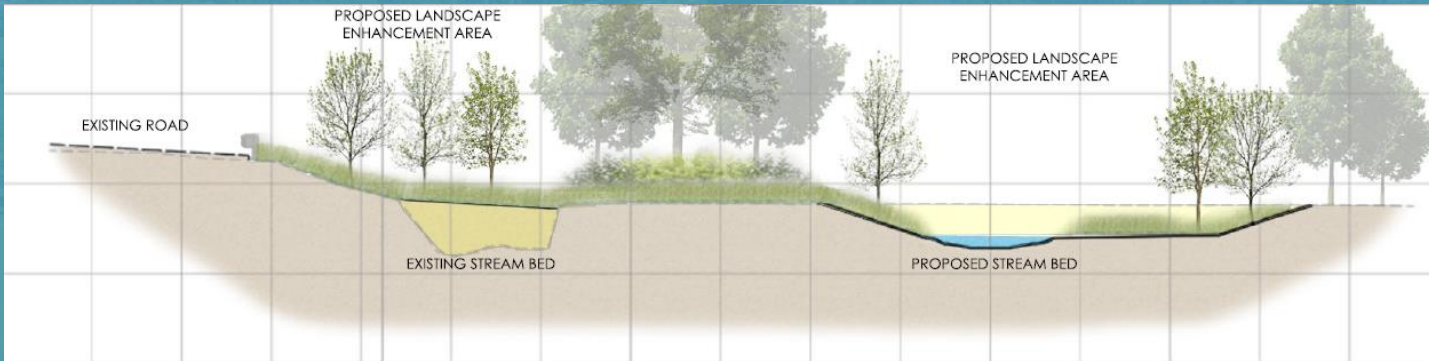 PROPOSED LANDSCAPE
ENHANCEMENT AREA
PROPOSED LANDSCAPE
ENHANCEMENT AREA
EXISTING ROAD
EXISTING STREAM BED
PROPOSED STREAM BED